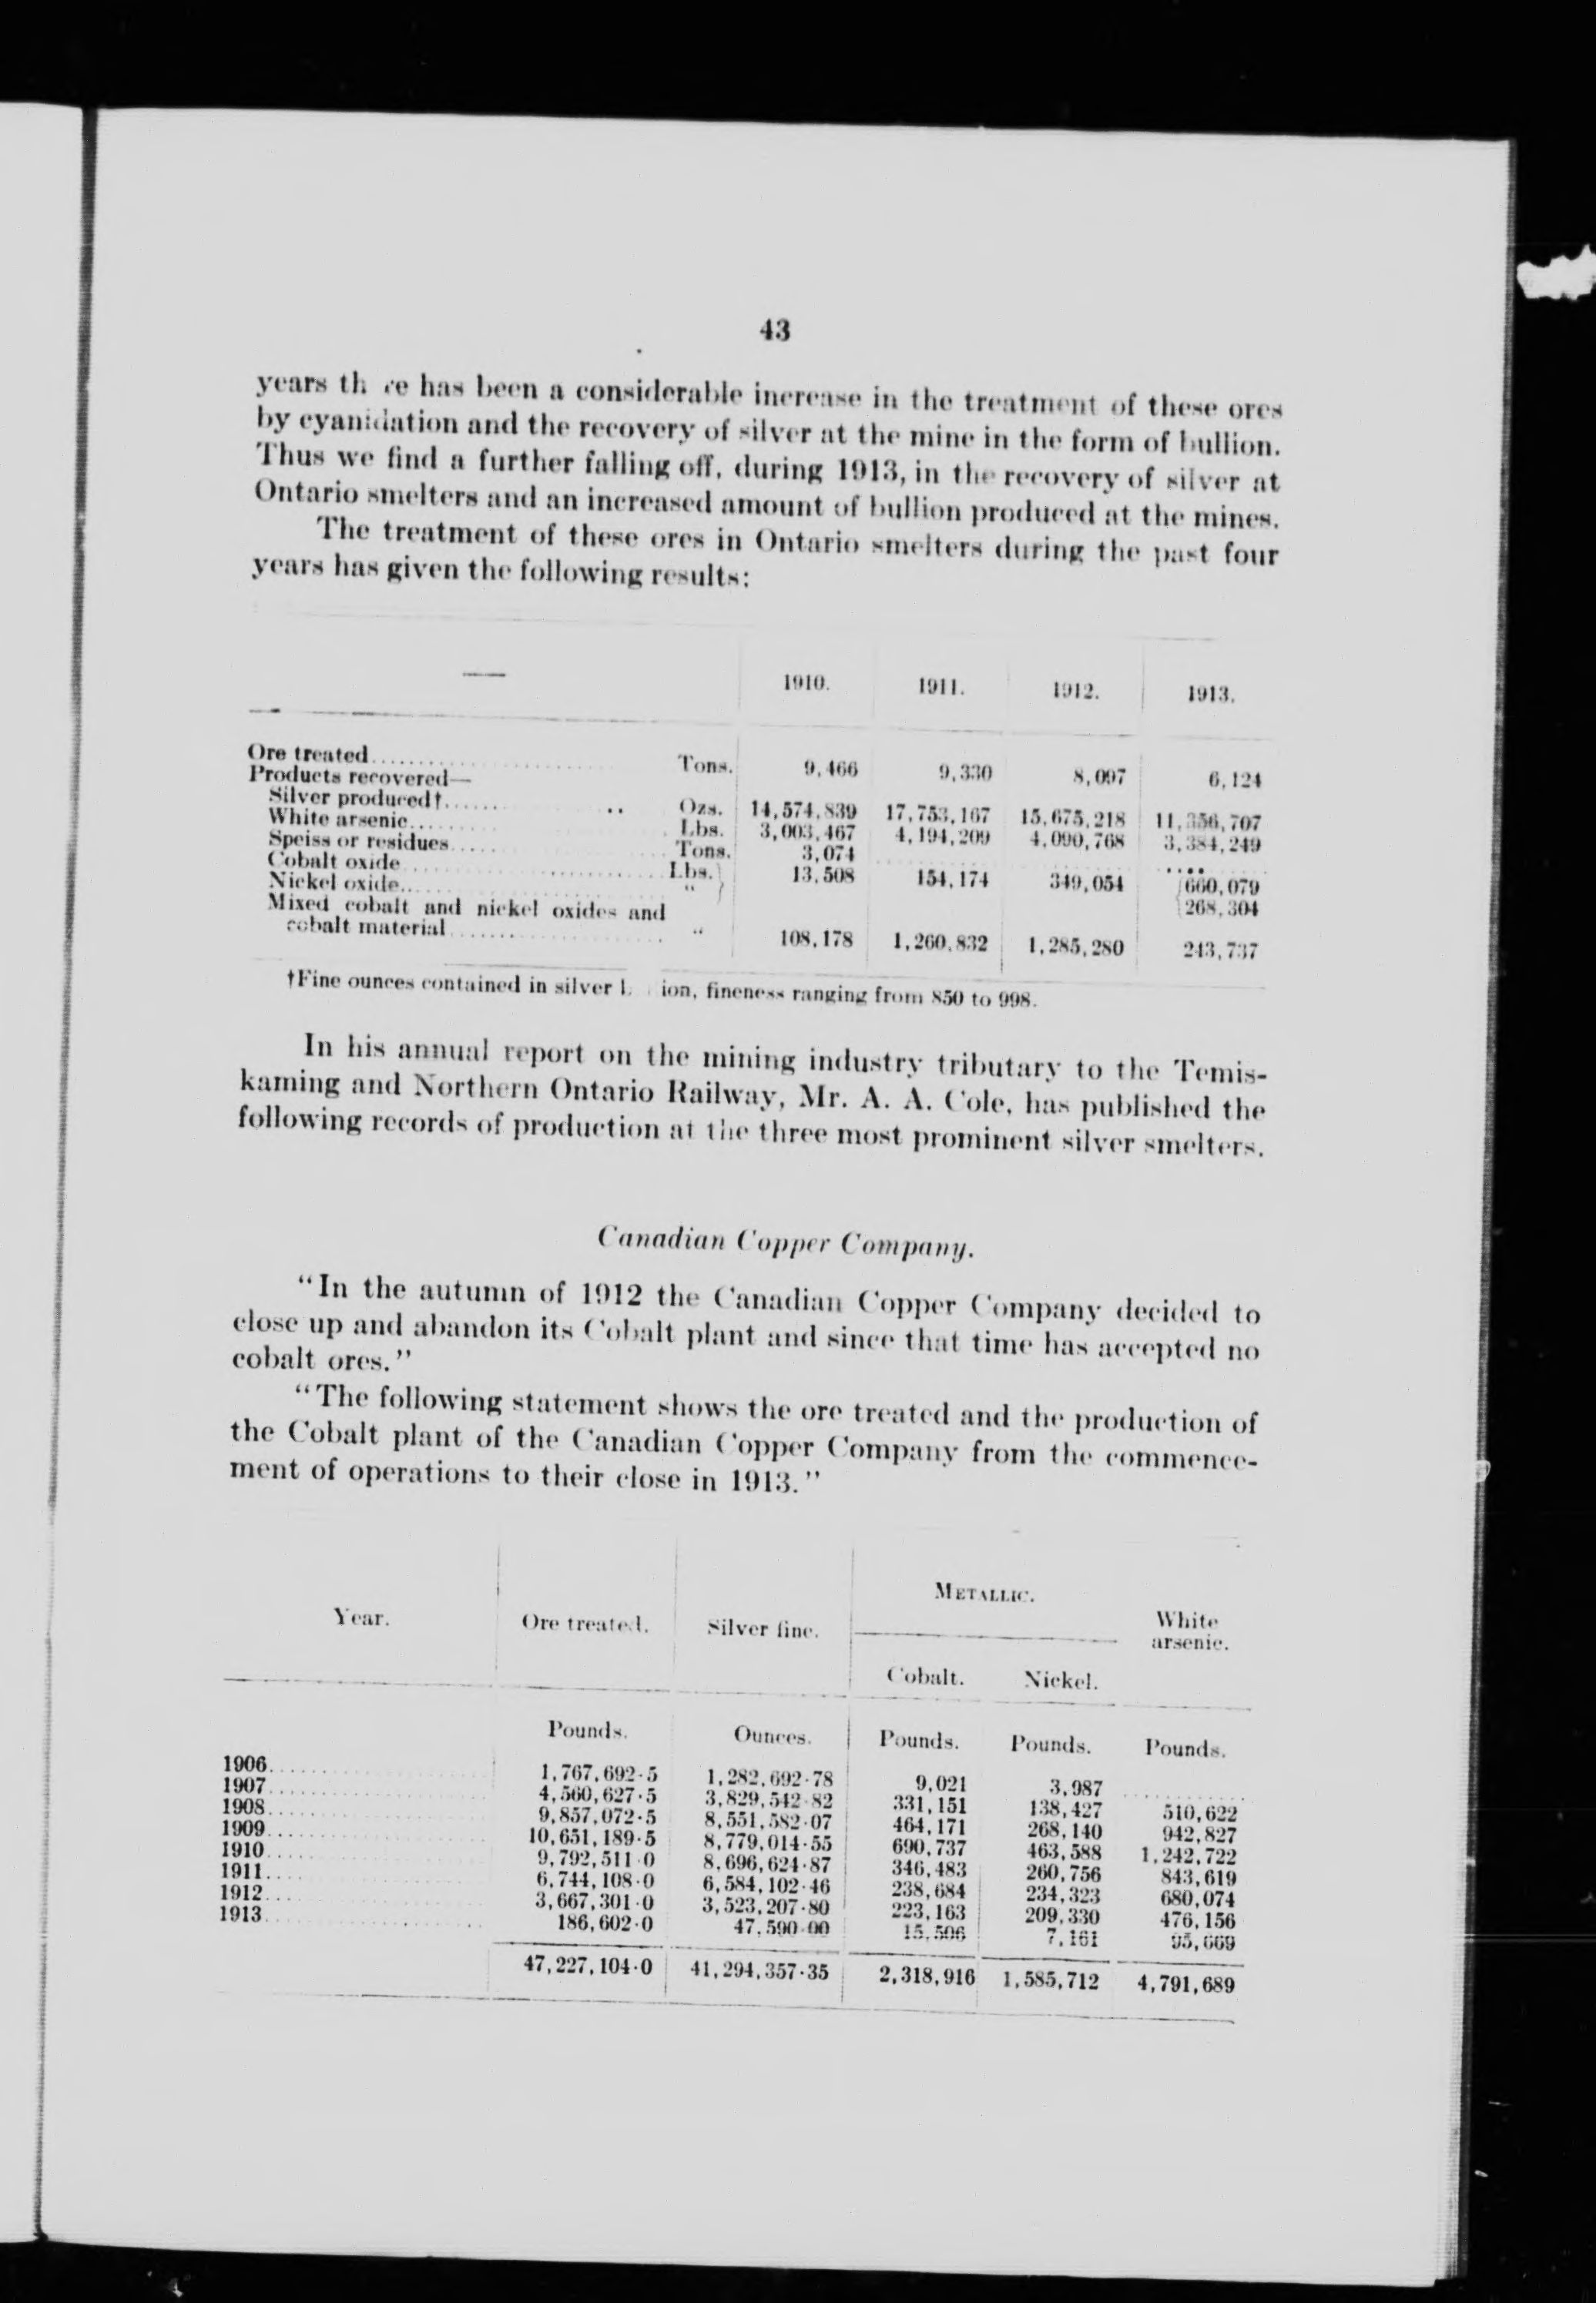 43
years there has been a considerable increase in the treatment of these ores
by cyanidation and the recovery of silver at the mine in the form of bullion.
Thus we find a further falling off, during 1913, in the recovery of silver at
Ontario smelters and an increased amount of bullion produced at the mines.
The treatment of these ores in Ontario smelters during the past four
years has given the following results:
— 1910. 1911. 1912. 1913.
Ore treated Tons. 9,466 9,330 8,097 6,124
Products recovered—
Silver produced† Ozs. 14,574,839 17,753,167 15,675,218 11,356,707
White arsenic Lbs. 3,003,467 4,194,209 4,090,768 3,384,249
Speiss or residues Tons. 3,074
Cobalt oxide Lbs. 13,508 154,174 349,054 660,079
Nickel oxide “ 268,304
Mixed cobalt and nickel oxides and
cobalt material “ 108,178 1,260,832 1,285,280 243,737
†Fine ounces contained in silver ion, fineness ranging from 850 to 998.
In his annual report on the mining industry tributary to the Temis-
kaming and Northern Ontario Railway, Mr. A. A. Cole, has published the
following records of production at the three most prominent silver smelters.
Canadian Copper Company.
“In the autumn of 1912 the Canadian Copper Company decided to
close up and abandon its Cobalt plant and since that time has accepted no
cobalt ores.”
“The following statement shows the ore treated and the production of
the Cobalt plant of the Canadian Copper Company from the commence-
ment of operations to their close in 1913.”
Metallic.
Year. Ore treated. Silver fine. White
arsenic.
Cobalt. Nickel.
Pounds. Ounces. Pounds. Pounds. Pounds.
1906 1,767,692·5 1,282,692·78 9,021 3,987
1907 4,560,627·5 3,829,542·82 331,151 138,427 510,622
1908 9,857,072·5 8,551,582·07 464,171 268,140 942,827
1909 10,651,189·5 8,779,014·55 690,737 463,588 1,242,722
1910 9,792,511·0 8,696,624·87 346,483 260,756 843,619
1911 6,744,108·0 6,584,102·46 238,684 234,323 680,074
1912 3,667,301·0 3,523,207·80 223,163 209,330 476,156
1913 186,602·0 47,590·00 15,506 7,161 95,669
47,227,104·0 41,294,357·35 2,318,916 1,585,712 4,791,689